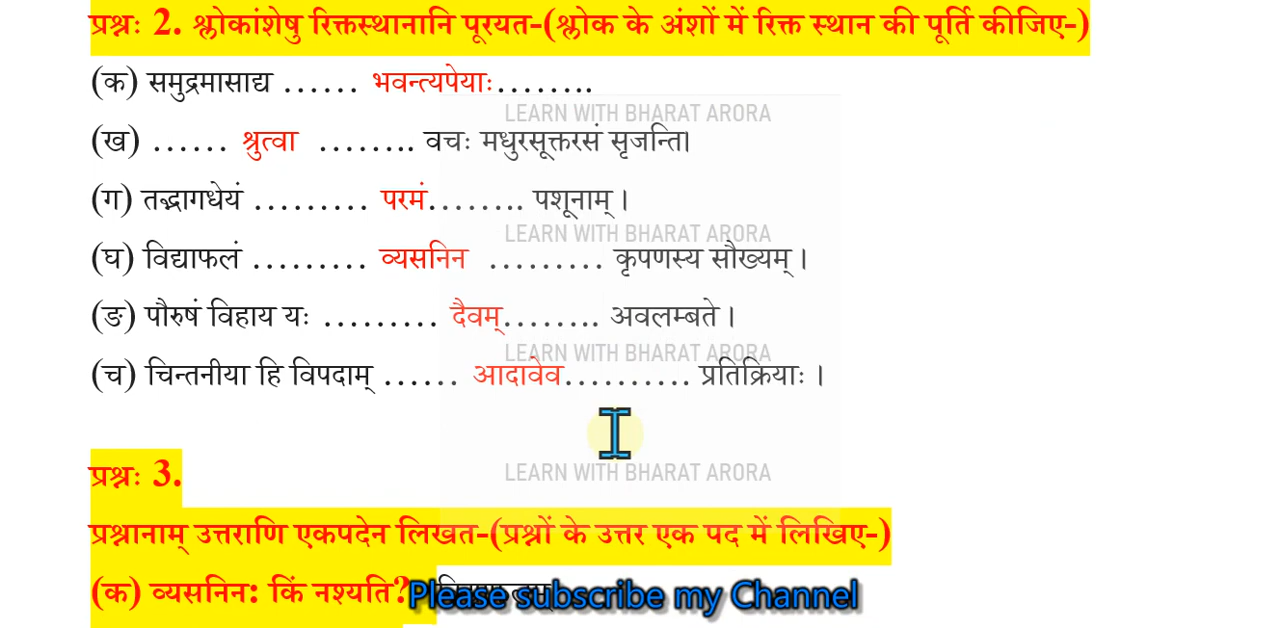 प्रश्नः 2. श्लोकांशेषु रिक्तस्थानानि पूरयत-(श्लोक के अंशों में रिक्त स्थान की पूर्ति कीजिए-)
(क) समुद्रमासाद्य ...... भवन्त्यपेयाः........
LEARN WITH BHARAT ARORA
(ख) ...... श्रुत्वा ........ वचः मधुरसूक्तरसं सृजन्ति।
(ग) तद्भागधेयं ......... परमं........ पशूनाम्।
LEARN WITH BHARAT ARORA
(घ) विद्याफलं ......... व्यसनिन ......... कृपणस्य सौख्यम्।
(ङ) पौरुषं विहाय यः ......... दैवम्........ अवलम्बते।
LEARN WITH BHARAT ARORA
(च) चिन्तनीया हि विपदाम् ...... आदावेव.......... प्रतिक्रियाः।
प्रश्नः 3.
LEARN WITH BHARAT ARORA
प्रश्नानाम् उत्तराणि एकपदेन लिखत-(प्रश्नों के उत्तर एक पद में लिखिए-)
(क) व्यसनिन: किं नश्यति?
Please subscribe my Channel